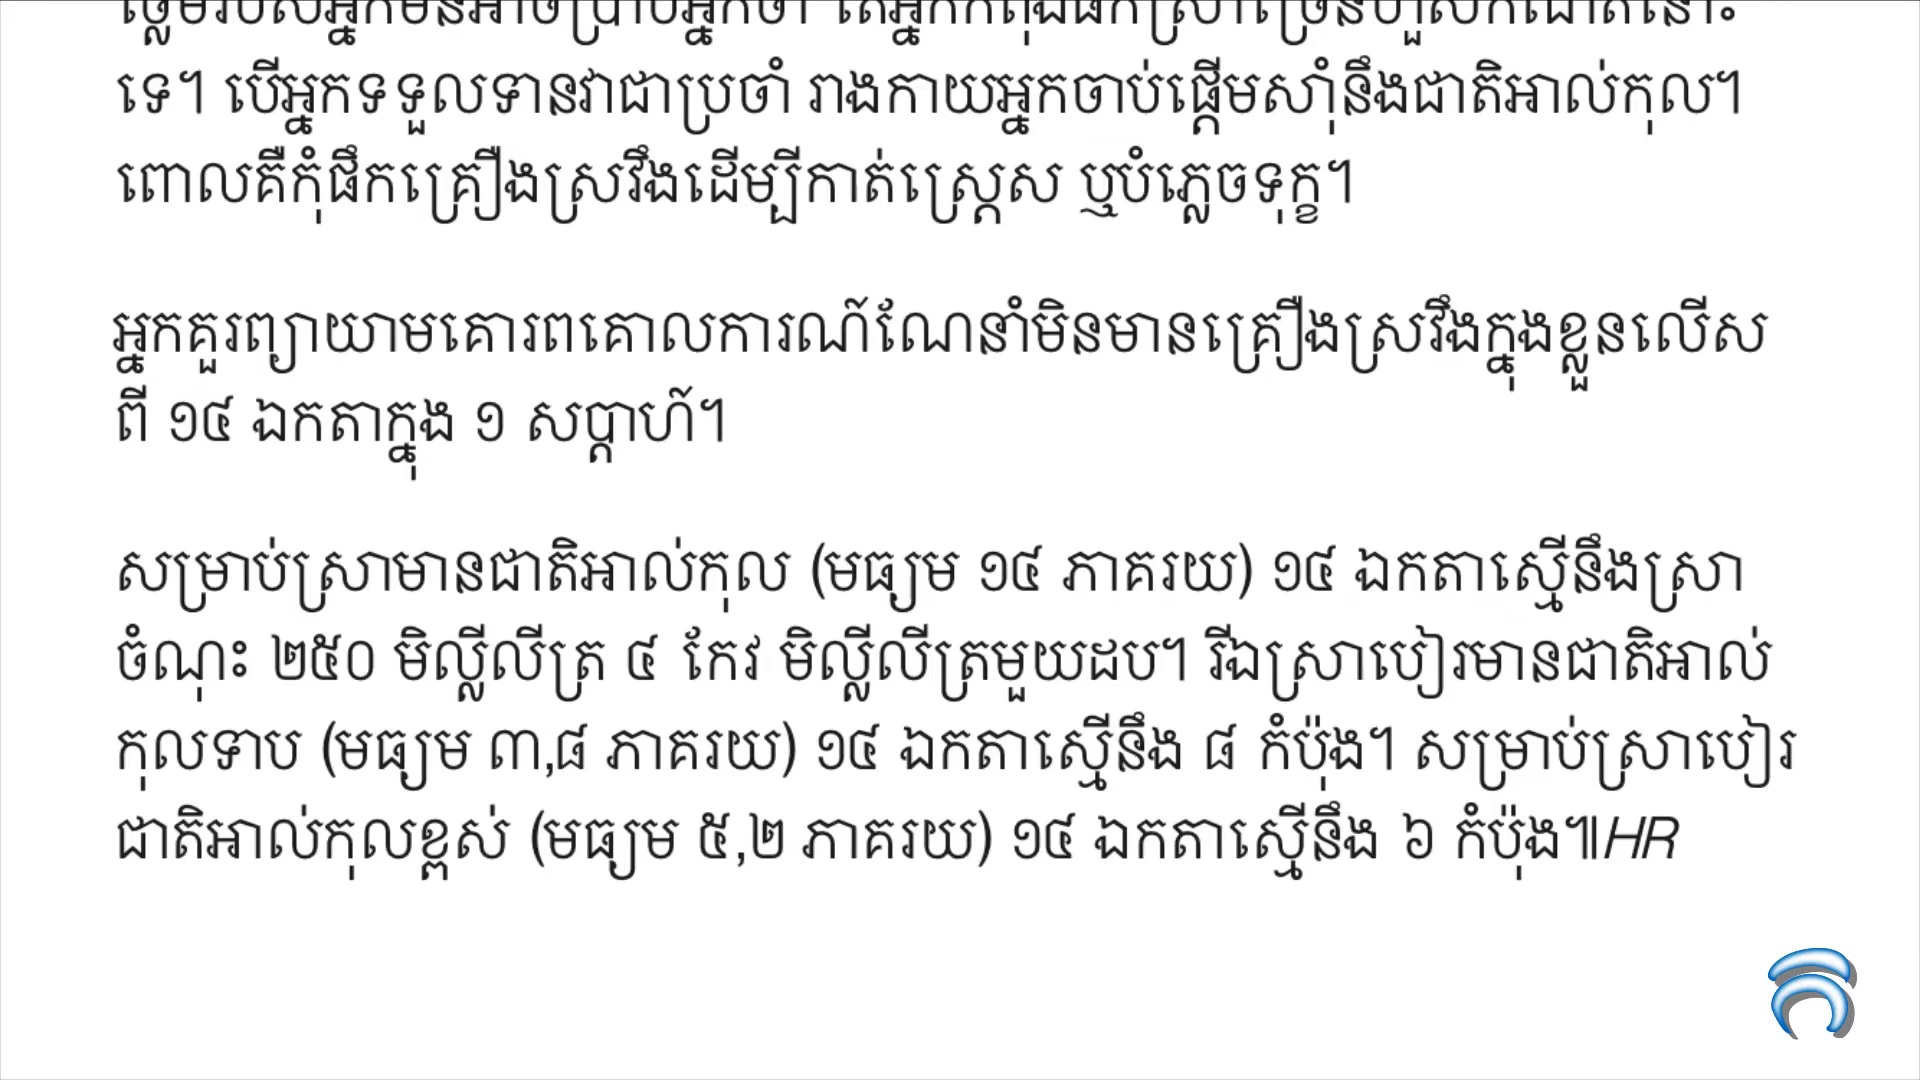 ទេ។ បើអ្នកទទួលទានវាជាប្រចាំ រាងកាយអ្នកចាប់ផ្ដើមស៊ាំនឹងជាតិអាល់កុល។
ពោលគឺកុំផឹកគ្រឿងស្រវឹងដើម្បីកាត់ស្ត្រេស ឬបំភ្លេចទុក្ខ។
អ្នកគួរព្យាយាមគោរពគោលការណ៍ណែនាំមិនមានគ្រឿងស្រវឹងក្នុងខ្លួនលើស
ពី ១៤ ឯកតាក្នុង ១ សប្ដាហ៍។
សម្រាប់ស្រាមានជាតិអាល់កុល (មធ្យម ១៤ ភាគរយ) ១៤ ឯកតាស្មើនឹងស្រា
ចំណុះ ២៥០ មិល្លីលីត្រ ៤ កែវ មិល្លីលីត្រមួយដប។ រីឯស្រាបៀរមានជាតិអាល់
កុលទាប (មធ្យម ៣,៨ ភាគរយ) ១៤ ឯកតាស្មើនឹង ៨ កំប៉ុង។ សម្រាប់ស្រាបៀរ
ជាតិអាល់កុលខ្ពស់ (មធ្យម ៥,២ ភាគរយ) ១៤ ឯកតាស្មើនឹង ៦ កំប៉ុង៕HR